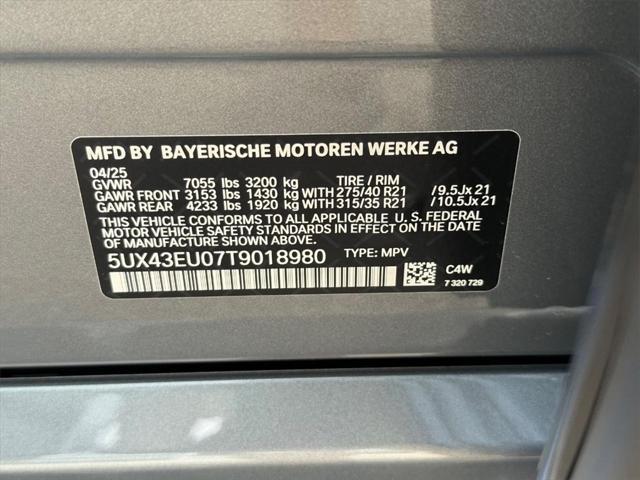 MFD BY BAYERISCHE MOTOREN WERKE AG
04/25
GVWR 7055 lbs 3200 kg TIRE / RIM
GAWR FRONT 3153 lbs 1430 kg WITH 275/40 R21 /9.5Jx21
GAWR REAR 4233 lbs 1920 kg WITH 315/35 R21 /10.5Jx21
THIS VEHICLE CONFORMS TO ALL APPLICABLE U. S. FEDERAL
MOTOR VEHICLE SAFETY STANDARDS IN EFFECT ON THE
DATE OF MANUFACTURE SHOWN ABOVE.
5UX43EU07T9018980 TYPE: MPV
C4W
7 320 729